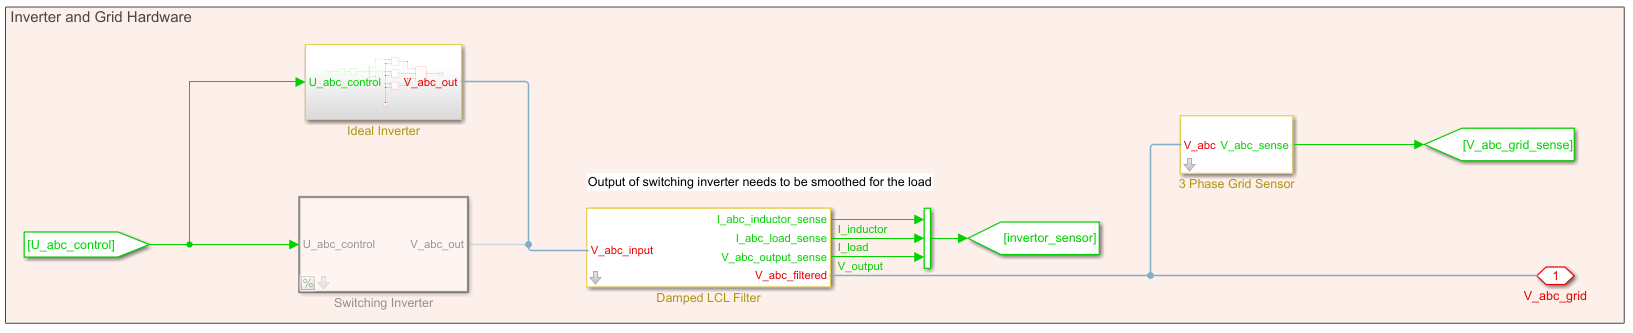 Inverter and Grid Hardware
U_abc_control
V_abc_out
Ideal Inverter
V_abc
V_abc_sense
[V_abc_grid_sense]
3 Phase Grid Sensor
Output of switching inverter needs to be smoothed for the load
[U_abc_control]
U_abc_control
V_abc_out
%
Switching Inverter
V_abc_input
I_abc_inductor_sense
I_abc_load_sense
V_abc_output_sense
V_abc_filtered
Damped LCL Filter
I_inductor
I_load
V_output
[invertor_sensor]
1
V_abc_grid